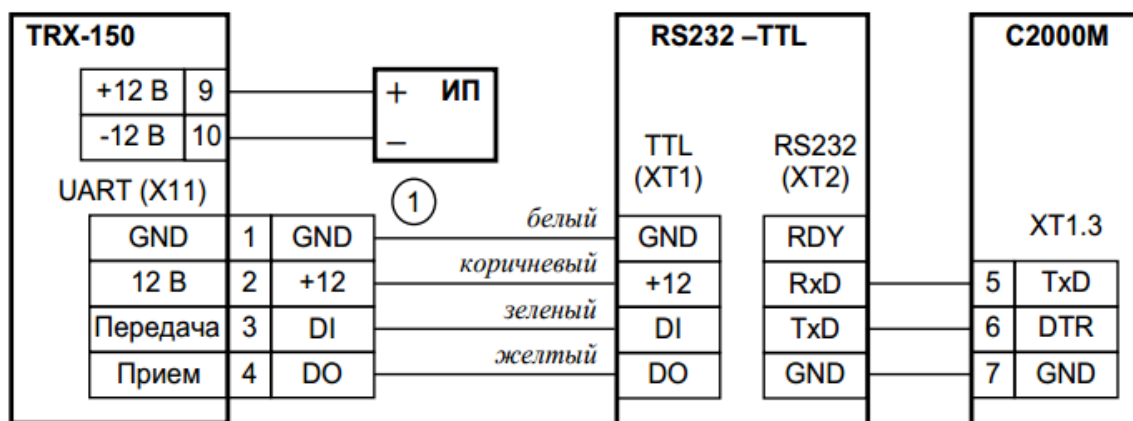 TRX-150 RS232 –TTL C2000M
+12 В 9 + ИП
-12 В 10 –
TTL RS232
UART (X11) (XT1) (XT2)
1 белый XT1.3
GND 1 GND GND RDY
коричневый
12 В 2 +12 +12 RxD 5 TxD
зеленый
Передача 3 DI DI TxD 6 DTR
желтый
Прием 4 DO DO GND 7 GND